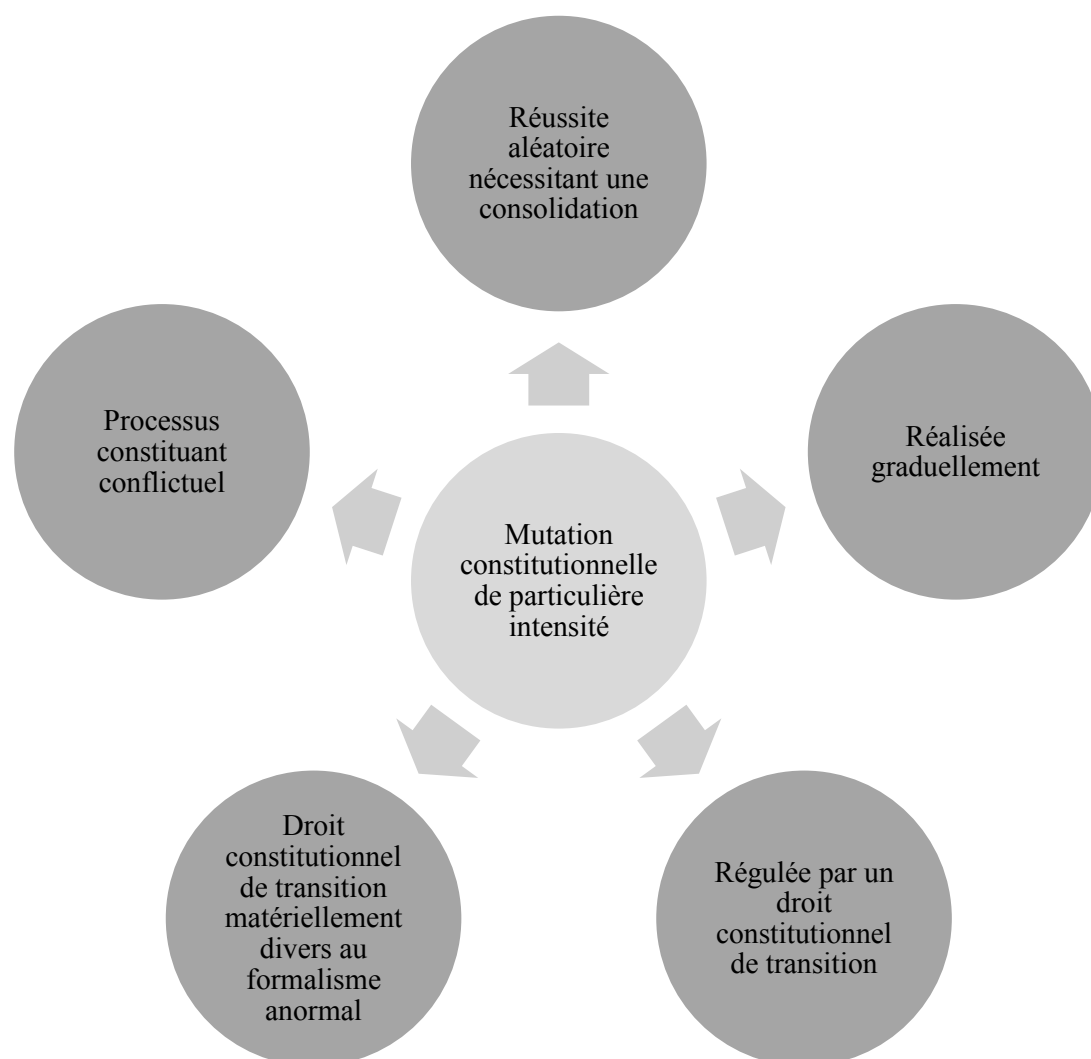 Réussite
aléatoire
nécessitant une
consolidation
Processus
constituant
conflictuel
Réalisée
graduellement
Mutation
constitutionnelle
de particulière
intensité
Droit
constitutionnel
de transition
matériellement
divers au
formalisme
anormal
Régulée par un
droit
constitutionnel
de transition